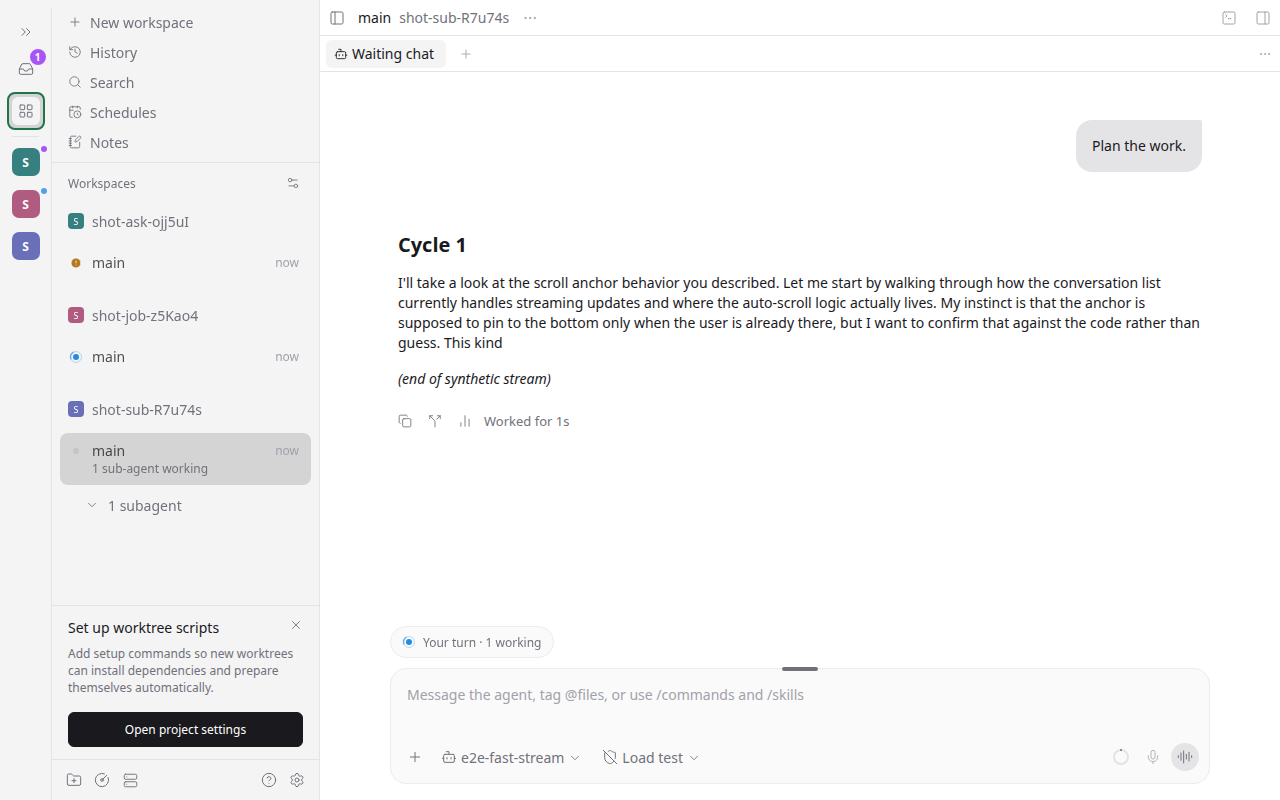 main shot-sub-R7u74s
Waiting chat
1
New workspace
History
Search
Schedules
Notes
S
S
S
Workspaces
S shot-ask-ojj5uI
main now
S shot-job-z5Kao4
main now
S shot-sub-R7u74s
main now
1 sub-agent working
1 subagent
Set up worktree scripts
Add setup commands so new worktrees
can install dependencies and prepare
themselves automatically.
Open project settings
Plan the work.
Cycle 1
I'll take a look at the scroll anchor behavior you described. Let me start by walking through how the conversation list
currently handles streaming updates and where the auto-scroll logic actually lives. My instinct is that the anchor is
supposed to pin to the bottom only when the user is already there, but I want to confirm that against the code rather than
guess. This kind
(end of synthetic stream)
Worked for 1s
Your turn · 1 working
Message the agent, tag @files, or use /commands and /skills
e2e-fast-stream Load test